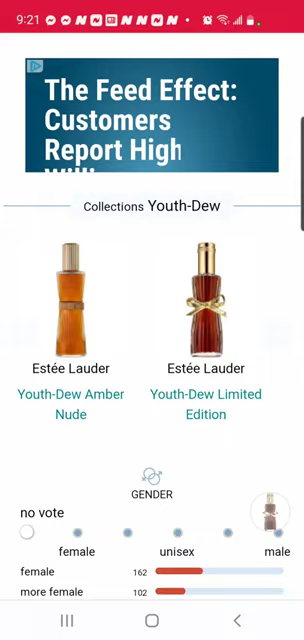 9:21
The Feed Effect:
Customers
Report High
Collections Youth-Dew
Estée Lauder
Youth-Dew Amber
Nude
Estée Lauder
Youth-Dew Limited
Edition
GENDER
no vote
female unisex male
female 162
more female 102